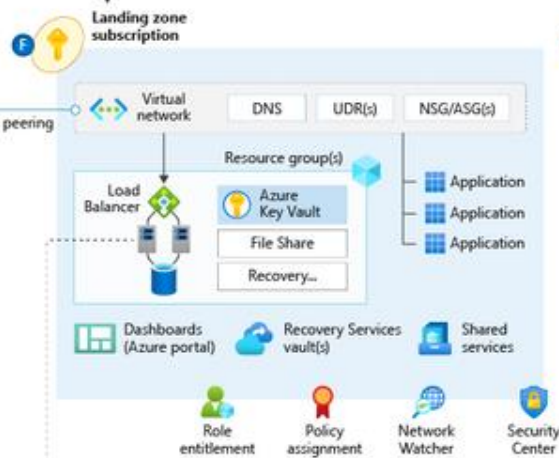 Landing zone
subscription
F
peering
Virtual
network
DNS
UDR(s)
NSG/ASG(s)
Resource group(s)
Load
Balancer
Azure
Key Vault
File Share
Recovery...
Application
Application
Application
Dashboards
(Azure portal)
Recovery Services
vault(s)
Shared
services
Role
entitlement
Policy
assignment
Network
Watcher
Security
Center